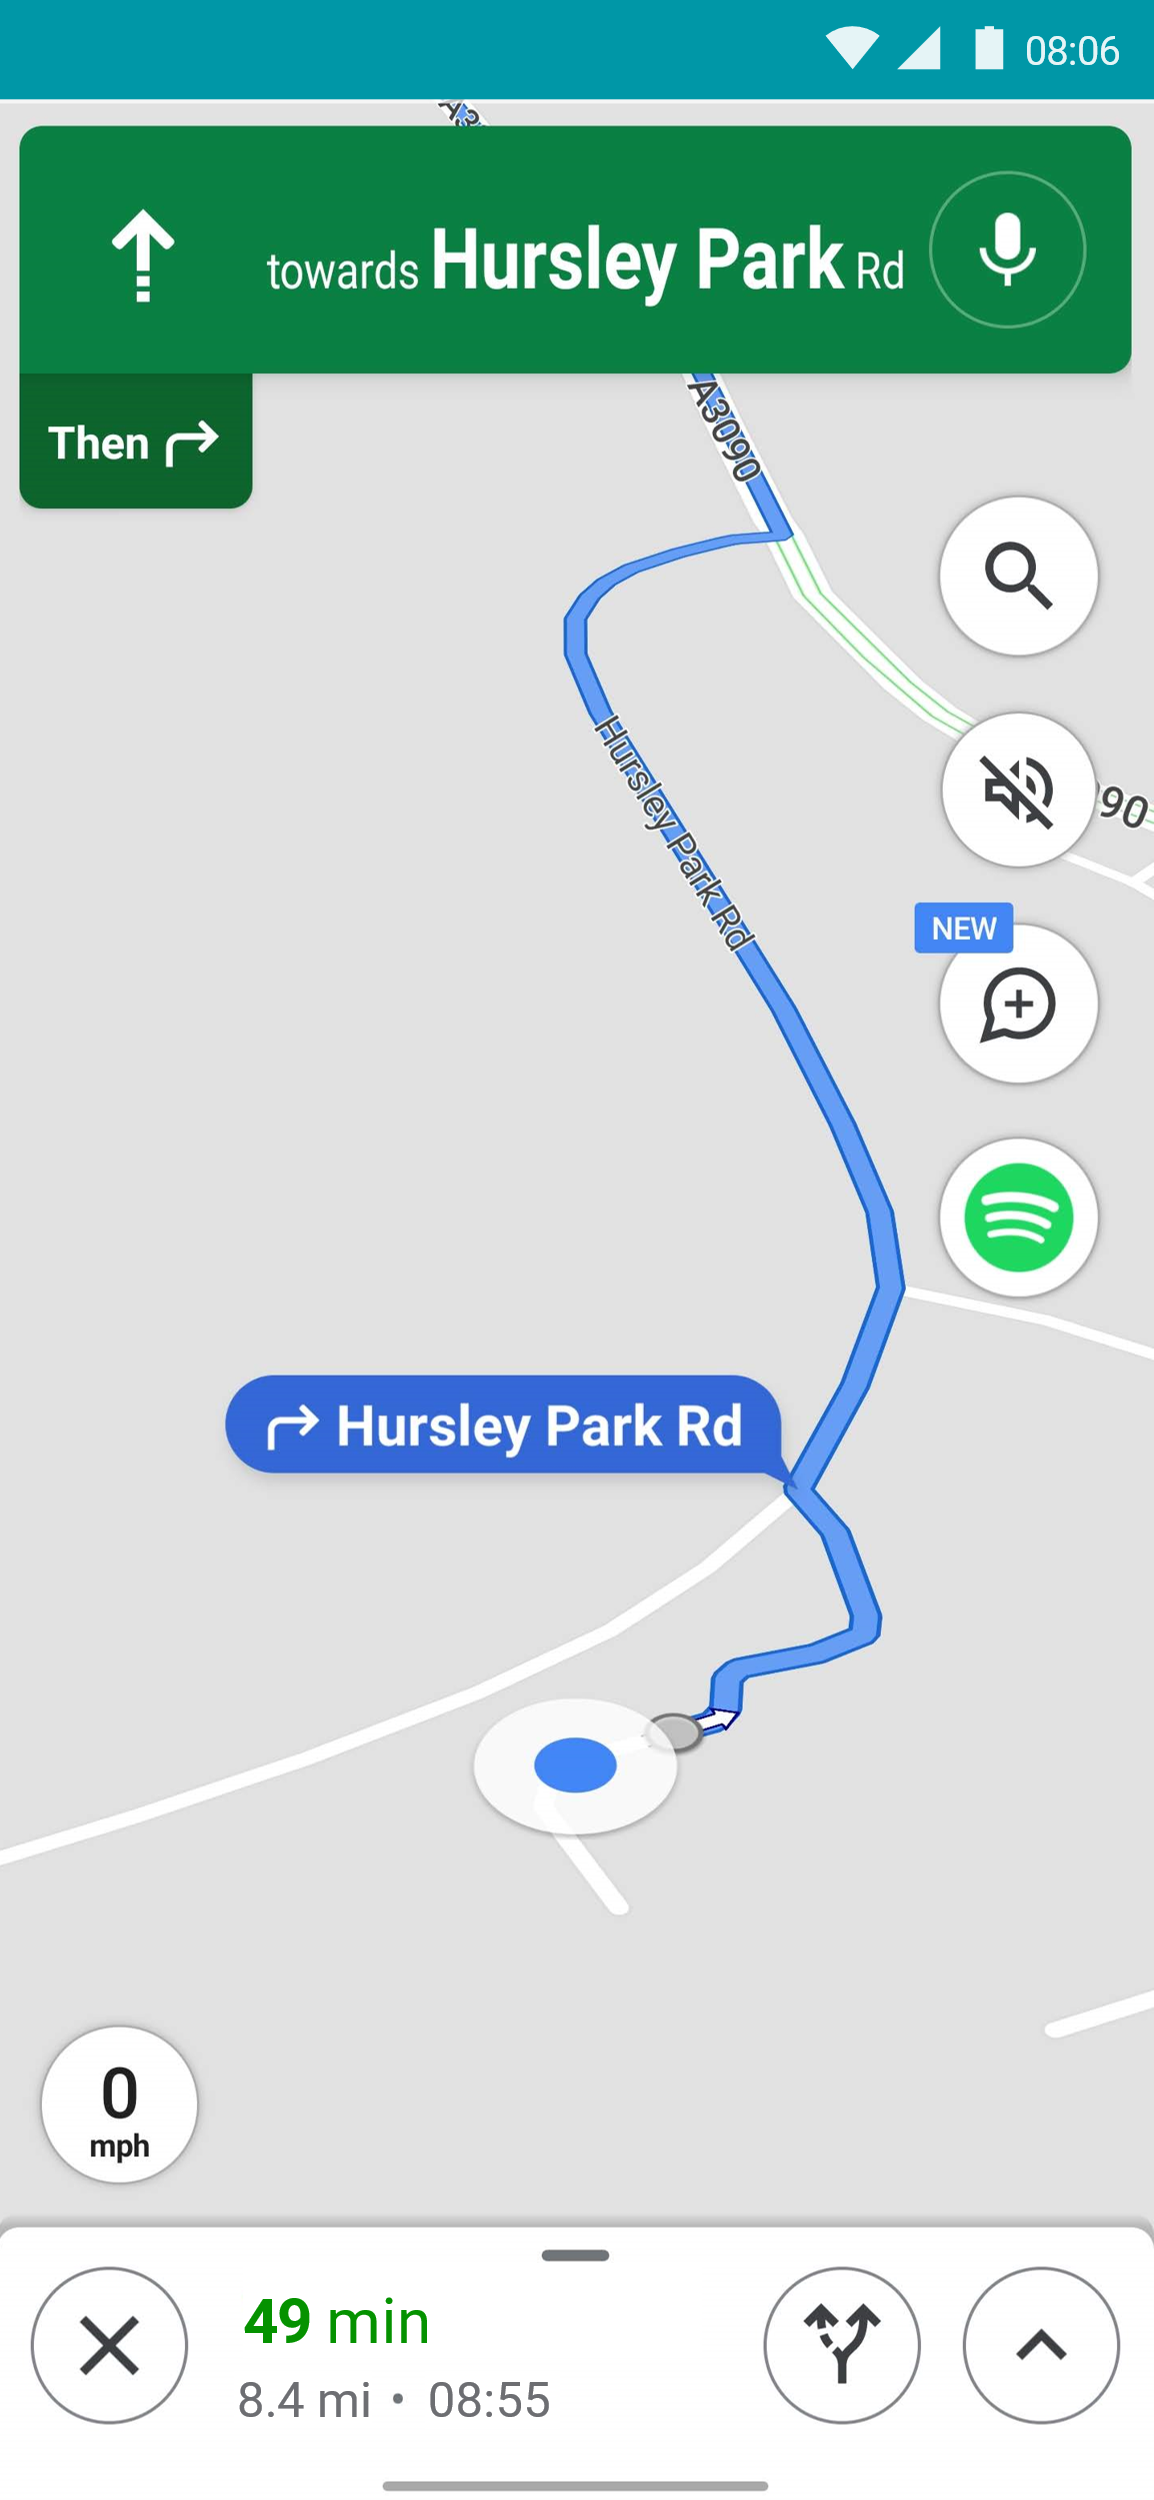 08:06
towards Hursley Park Rd
Then
A3090
Hursley Park Rd
90
NEW
Hursley Park Rd
0
mph
49 min
8.4 mi • 08:55